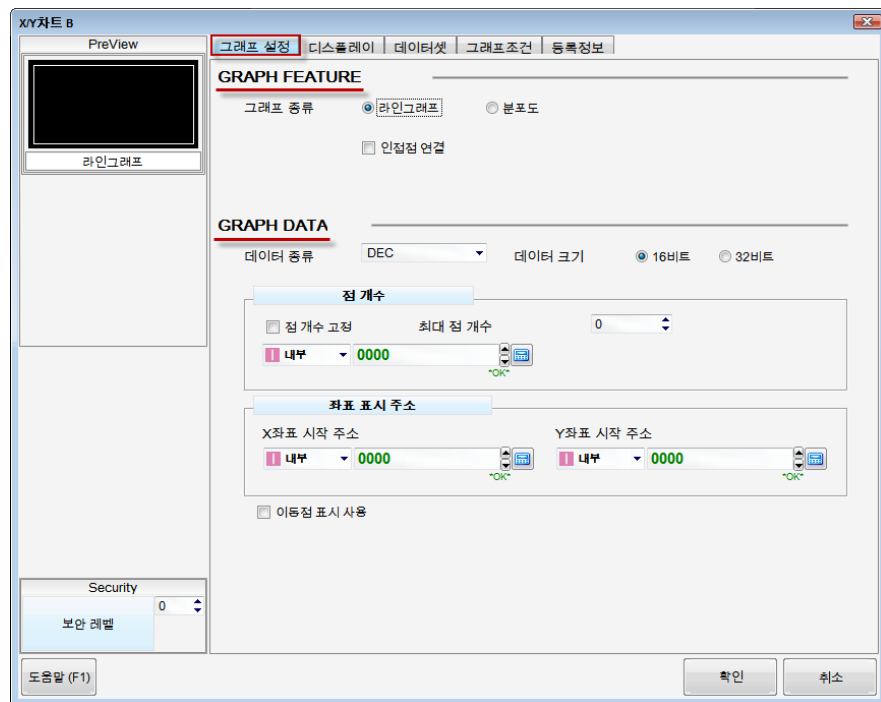 X/Y차트 B
PreView
라인그래프
Security
보안 레벨
0
그래프 설정 디스플레이 데이터셋 그래프조건 등록정보
GRAPH FEATURE
그래프 종류 라인그래프 분포도
인접점 연결
GRAPH DATA
데이터 종류 DEC 데이터 크기 16비트 32비트
점 개수
점 개수 고정 최대 점 개수 0
I 내부 0000
*OK*
좌표 표시 주소
X좌표 시작 주소 Y좌표 시작 주소
I 내부 0000 I 내부 0000
*OK* *OK*
이동점 표시 사용
도움말 (F1) 확인 취소